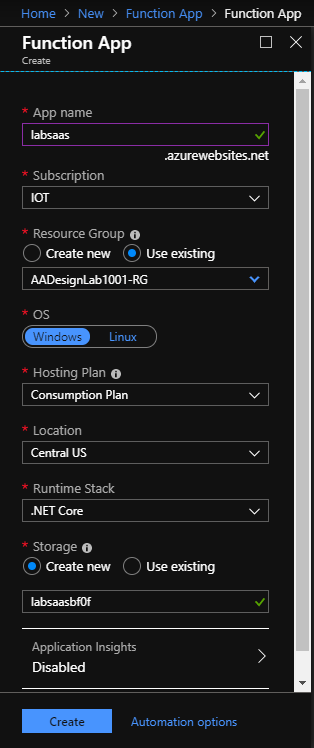 Home > New > Function App > Function App
Function App
Create
* App name
labsaas
.azurewebsites.net
* Subscription
IOT
* Resource Group
Create new Use existing
AADesignLab1001-RG
* OS
Windows Linux
* Hosting Plan
Consumption Plan
* Location
Central US
* Runtime Stack
.NET Core
* Storage
Create new Use existing
labsaasbf0f
Application Insights
Disabled
Create Automation options